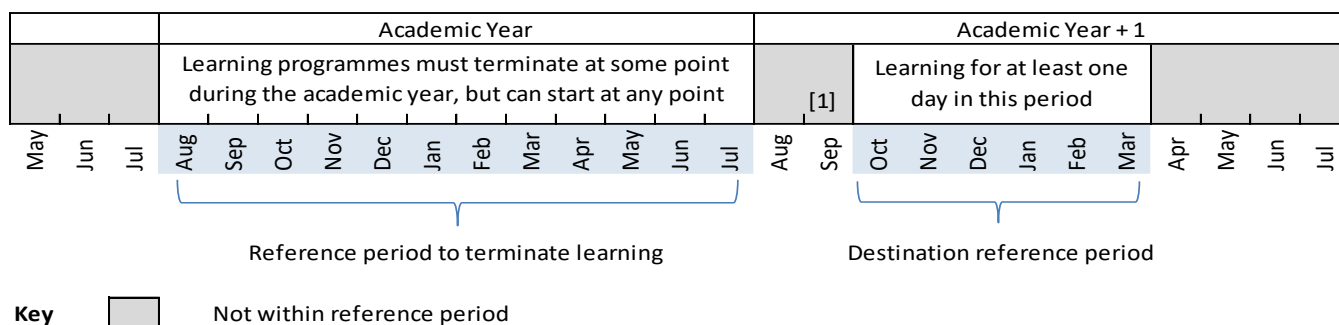 Academic Year
Academic Year + 1
Learning programmes must terminate at some point
during the academic year, but can start at any point
[1]
Learning for at least one
day in this period
May Jun Jul Aug Sep Oct Nov Dec Jan Feb Mar Apr May Jun Jul Aug Sep Oct Nov Dec Jan Feb Mar Apr May Jun Jul
Reference period to terminate learning
Destination reference period
Key
Not within reference period